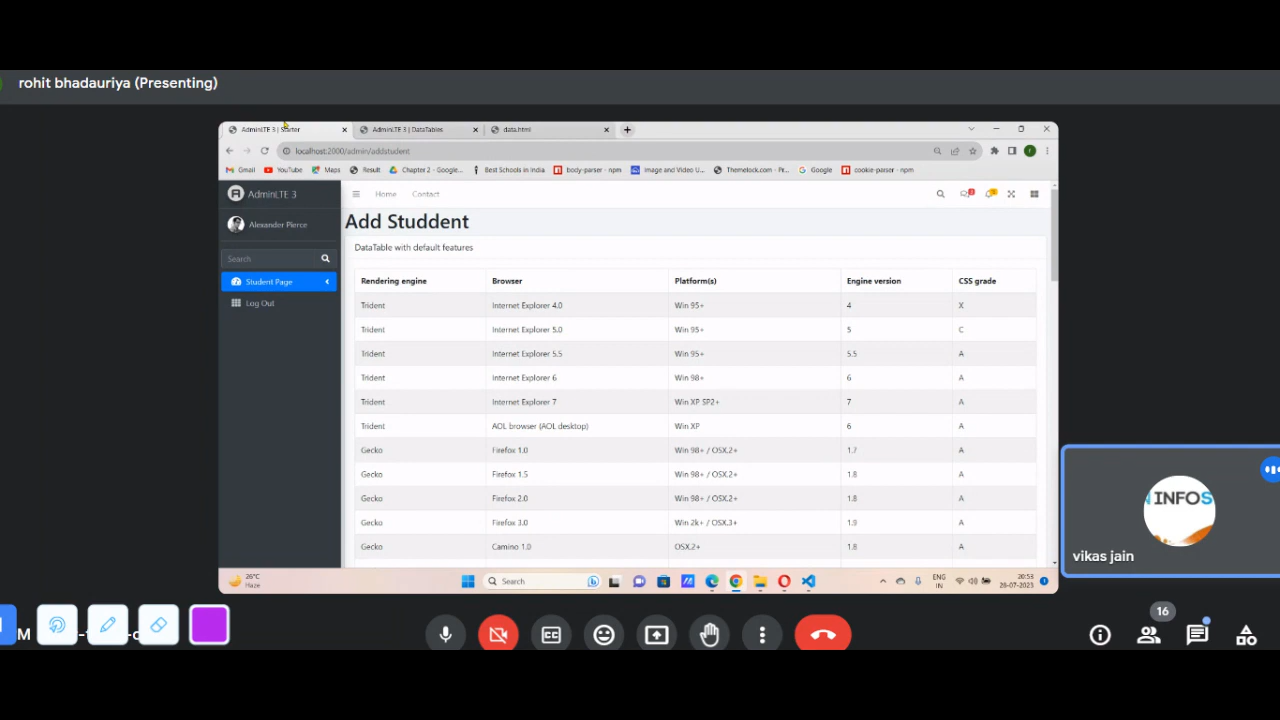 rohit bhadauriya (Presenting)
AdminLTE 3 | Starter
AdminLTE 3 | DataTables
data.html
localhost:2000/admin/addstudent
Gmail YouTube Maps Result Chapter 2 - Google... Best Schools in India body-parser - npm Image and Video U... Themelock.com - Pr... Google cookie-parser - npm
AdminLTE 3
Home Contact
Alexander Pierce
Search
Student Page
Log Out
Add Studdent
DataTable with default features
Rendering engine Browser Platform(s) Engine version CSS grade
Trident Internet Explorer 4.0 Win 95+ 4 X
Trident Internet Explorer 5.0 Win 95+ 5 C
Trident Internet Explorer 5.5 Win 95+ 5.5 A
Trident Internet Explorer 6 Win 98+ 6 A
Trident Internet Explorer 7 Win XP SP2+ 7 A
Trident AOL browser (AOL desktop) Win XP 6 A
Gecko Firefox 1.0 Win 98+ / OSX.2+ 1.7 A
Gecko Firefox 1.5 Win 98+ / OSX.2+ 1.8 A
Gecko Firefox 2.0 Win 98+ / OSX.2+ 1.8 A
Gecko Firefox 3.0 Win 2k+ / OSX.3+ 1.9 A
Gecko Camino 1.0 OSX.2+ 1.8 A
26°C
Haze
Search
ENG
IN
20:53
26-07-2023
INFOS
vikas jain
16